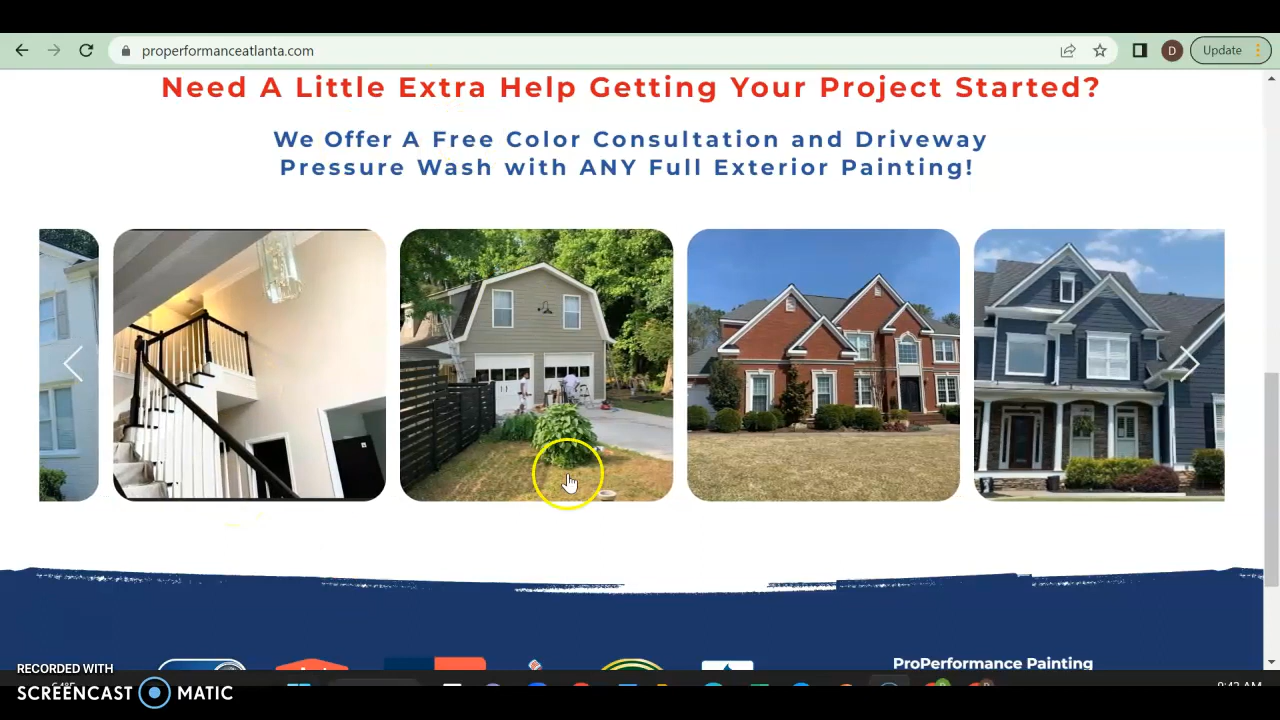 properformanceatlanta.com
D
Update
Need A Little Extra Help Getting Your Project Started?
We Offer A Free Color Consultation and Driveway
Pressure Wash with ANY Full Exterior Painting!
ProPerformance Painting
RECORDED WITH
SCREENCAST MATIC